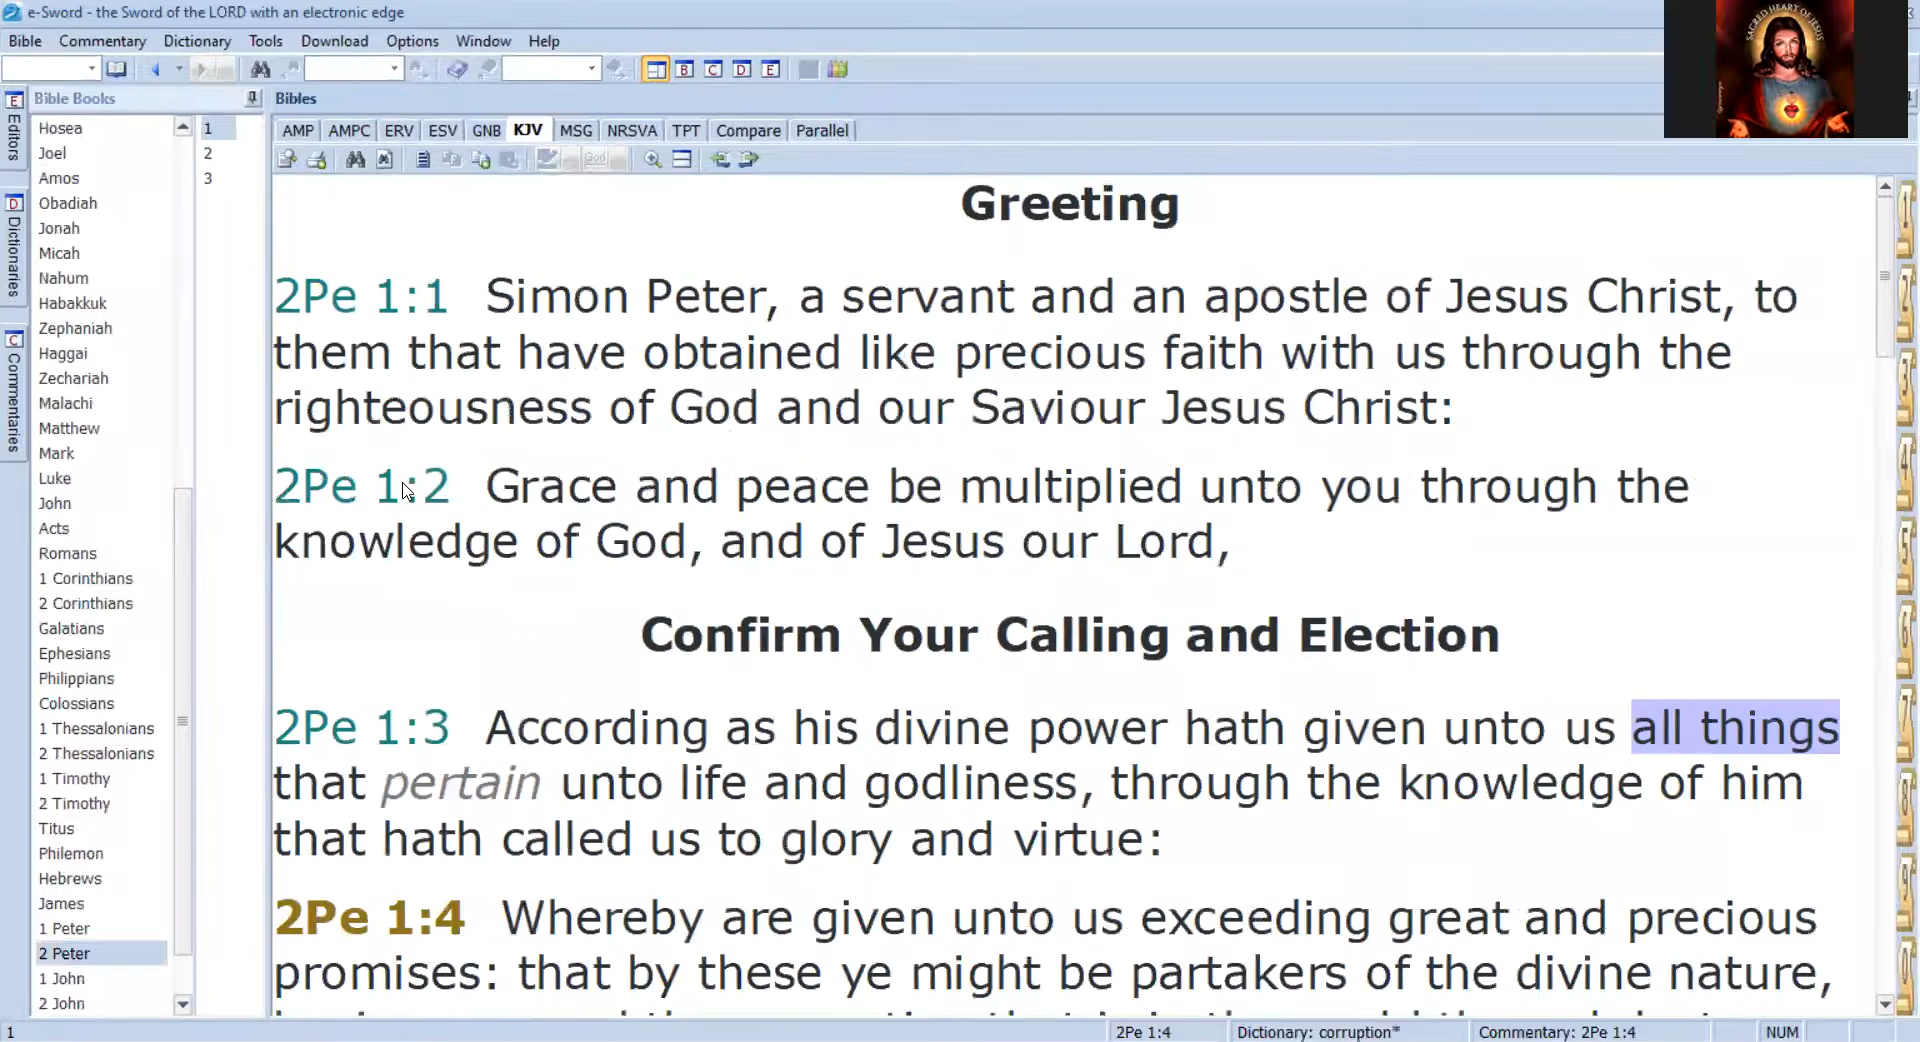 e-Sword - the Sword of the LORD with an electronic edge
Bible Commentary Dictionary Tools Download Options Window Help
B C D E
Bible Books
Bibles
E Editors
D Dictionaries
C Commentaries
Hosea
Joel
Amos
Obadiah
Jonah
Micah
Nahum
Habakkuk
Zephaniah
Haggai
Zechariah
Malachi
Matthew
Mark
Luke
John
Acts
Romans
1 Corinthians
2 Corinthians
Galatians
Ephesians
Philippians
Colossians
1 Thessalonians
2 Thessalonians
1 Timothy
2 Timothy
Titus
Philemon
Hebrews
James
1 Peter
2 Peter
1 John
2 John
1
2
3
AMP AMPC ERV ESV GNB KJV MSG NRSVA TPT Compare Parallel
God
SACRED HEART OF JESUS
Greeting
2Pe 1:1 Simon Peter, a servant and an apostle of Jesus Christ, to
them that have obtained like precious faith with us through the
righteousness of God and our Saviour Jesus Christ:
2Pe 1:2 Grace and peace be multiplied unto you through the
knowledge of God, and of Jesus our Lord,
Confirm Your Calling and Election
2Pe 1:3 According as his divine power hath given unto us all things
that pertain unto life and godliness, through the knowledge of him
that hath called us to glory and virtue:
2Pe 1:4 Whereby are given unto us exceeding great and precious
promises: that by these ye might be partakers of the divine nature,
1 2Pe 1:4 Dictionary: corruption* Commentary: 2Pe 1:4 NUM